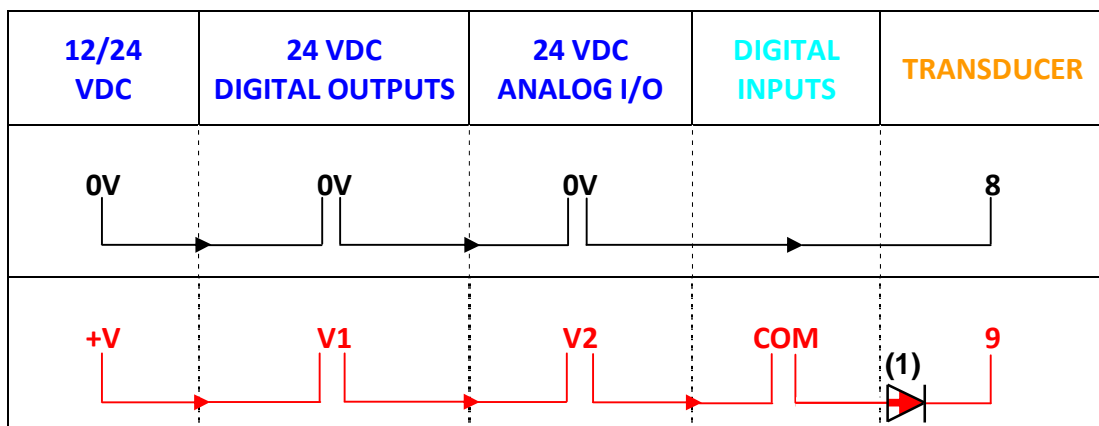 12/24
VDC
24 VDC
DIGITAL OUTPUTS
24 VDC
ANALOG I/O
DIGITAL
INPUTS
TRANSDUCER
0V
0V
0V
8
+V
V1
V2
COM
9
(1)